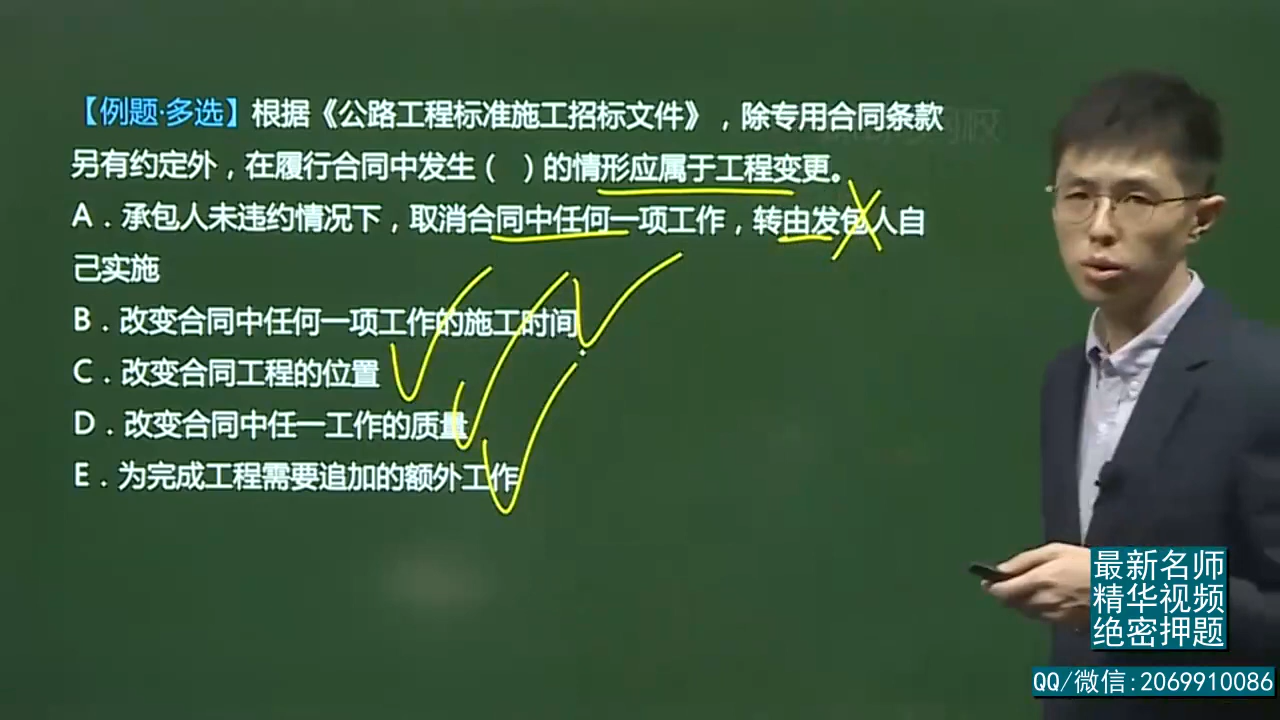 【例题·多选】根据《公路工程标准施工招标文件》，除专用合同条款
另有约定外，在履行合同中发生（ ）的情形应属于工程变更。
A．承包人未违约情况下，取消合同中任何一项工作，转由发包人自
己实施
B．改变合同中任何一项工作的施工时间
C．改变合同工程的位置
D．改变合同中任一工作的质量
E．为完成工程需要追加的额外工作
最新名师
精华视频
绝密押题
QQ/微信:2069910086